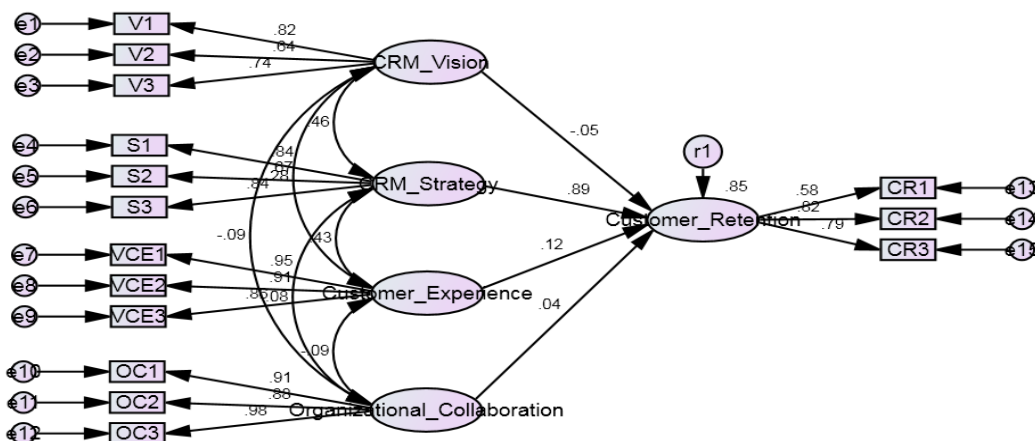 e1
V1
.82
e2
V2
.64
e3
V3
.74
CRM_Vision
.46
-.05
e4
S1
.84
e5
S2
e6
S3
.84
.28
CRM_Strategy
.89
r1
.85
Customer_Retention
.58
CR1
e13
.82
CR2
e14
.79
CR3
e15
-.09
.43
e7
VCE1
.95
e8
VCE2
.91
e9
VCE3
.08
Customer_Experience
.12
.04
-.09
e10
OC1
.91
e11
OC2
.88
e12
OC3
.98
Organizational_Collaboration